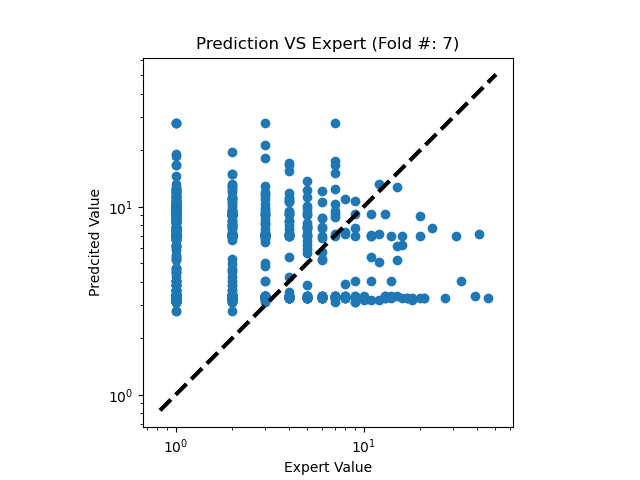 Prediction VS Expert (Fold #: 7)
Predcited Value
10¹
10⁰
10⁰ 10¹
Expert Value